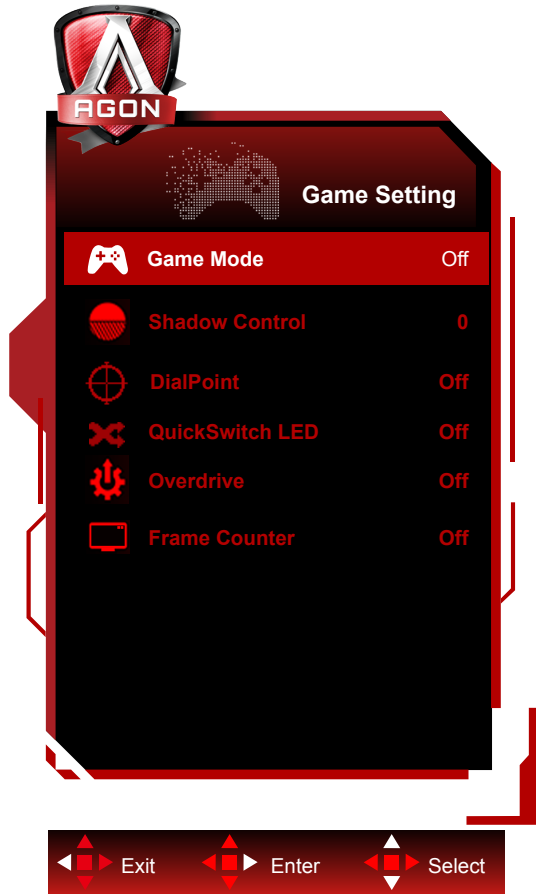 AGON
Game Setting
Game Mode Off
Shadow Control 0
DialPoint Off
QuickSwitch LED Off
Overdrive Off
Frame Counter Off
Exit Enter Select